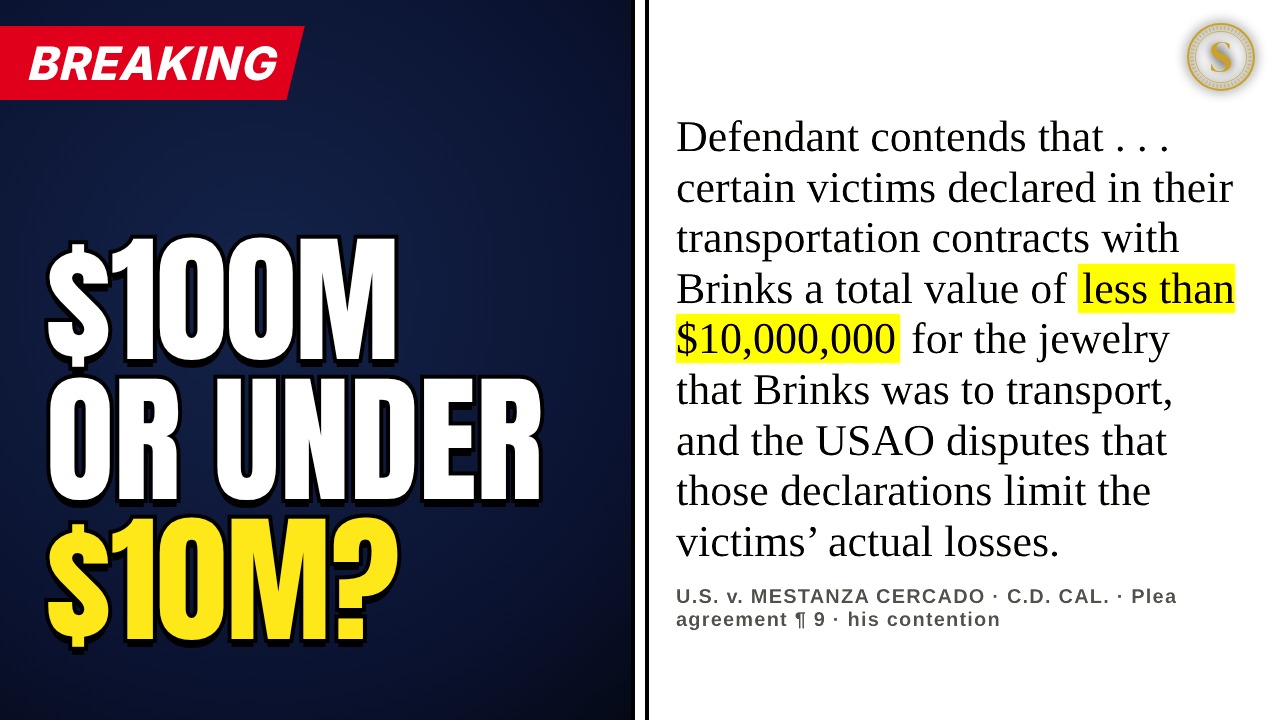 BREAKING
$100M
OR UNDER
$10M?
S
Defendant contends that . . .
certain victims declared in their
transportation contracts with
Brinks a total value of less than
$10,000,000 for the jewelry
that Brinks was to transport,
and the USAO disputes that
those declarations limit the
victims’ actual losses.
U.S. v. MESTANZA CERCADO · C.D. CAL. · Plea
agreement ¶ 9 · his contention